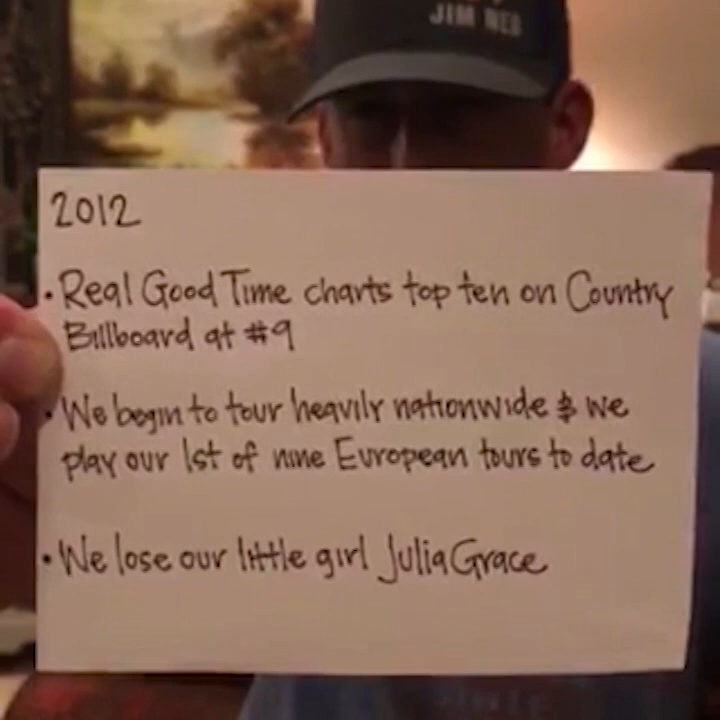 JIM
2012
• Real Good Time charts top ten on Country
Billboard at #9
• We begin to tour heavily nationwide & we
play our 1st of nine European tours to date
• We lose our little girl Julia Grace